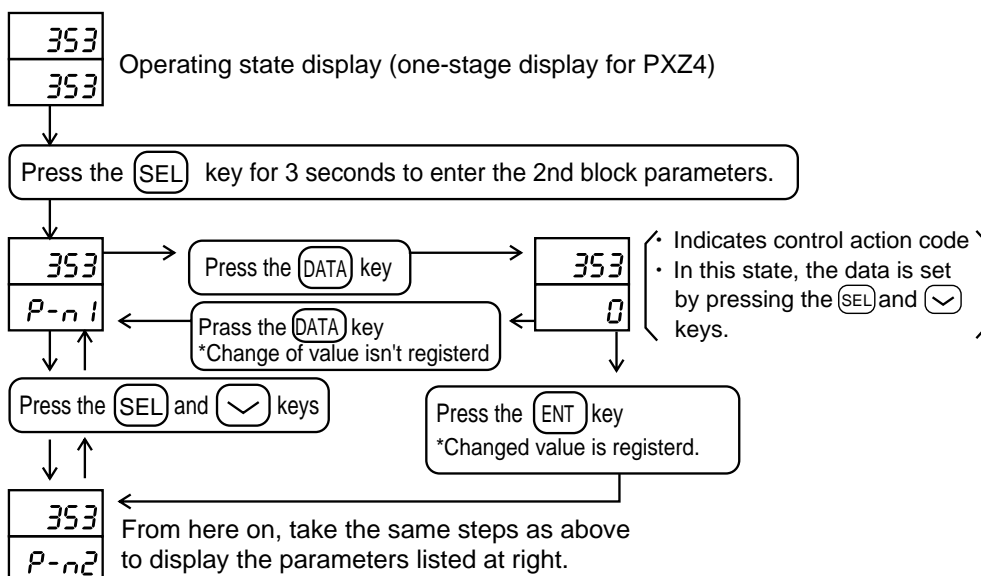 353
353
Operating state display (one-stage display for PXZ4)
Press the SEL key for 3 seconds to enter the 2nd block parameters.
353
P-n1
Press the DATA key
Prass the DATA key
*Change of value isn't registerd
353
0
・ Indicates control action code
・ In this state, the data is set
by pressing the SEL and
keys.
Press the SEL and keys
Press the ENT key
*Changed value is registerd.
353
P-n2
From here on, take the same steps as above
to display the parameters listed at right.